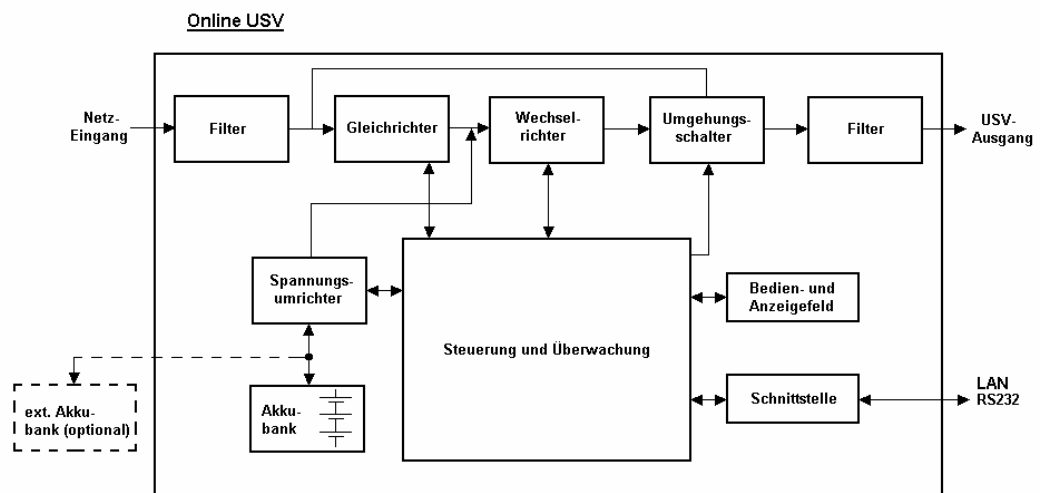 Online USV
Netz-
Eingang
Filter
Gleichrichter
Wechsel-
richter
Umgehungs-
schalter
Filter
USV-
Ausgang
Spannungs-
umrichter
Steuerung und Überwachung
Bedien- und
Anzeigefeld
ext. Akku-
bank (optional)
Akku-
bank
Schnittstelle
LAN
RS232